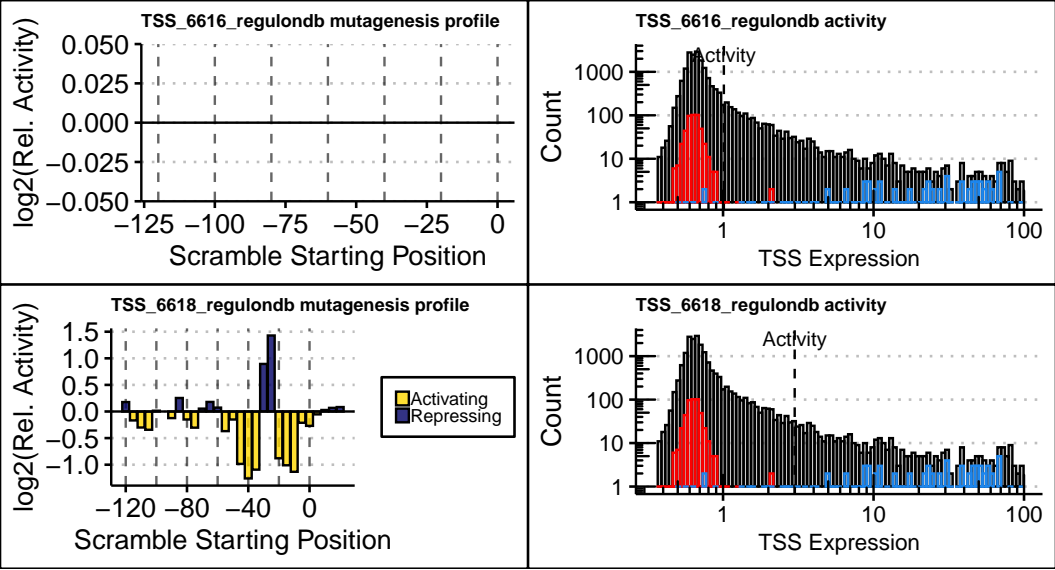 TSS_6616_regulondb mutagenesis profile
log2(Rel. Activity)
0.050
0.025
0.000
−0.025
−0.050
−125 −100 −75 −50 −25 0
Scramble Starting Position
TSS_6616_regulondb activity
Activity
Count
1000
100
10
1
1 10 100
TSS Expression
TSS_6618_regulondb mutagenesis profile
log2(Rel. Activity)
1.5
1.0
0.5
0.0
−0.5
−1.0
−120 −80 −40 0
Scramble Starting Position
Activating
Repressing
TSS_6618_regulondb activity
Activity
Count
1000
100
10
1
1 10 100
TSS Expression